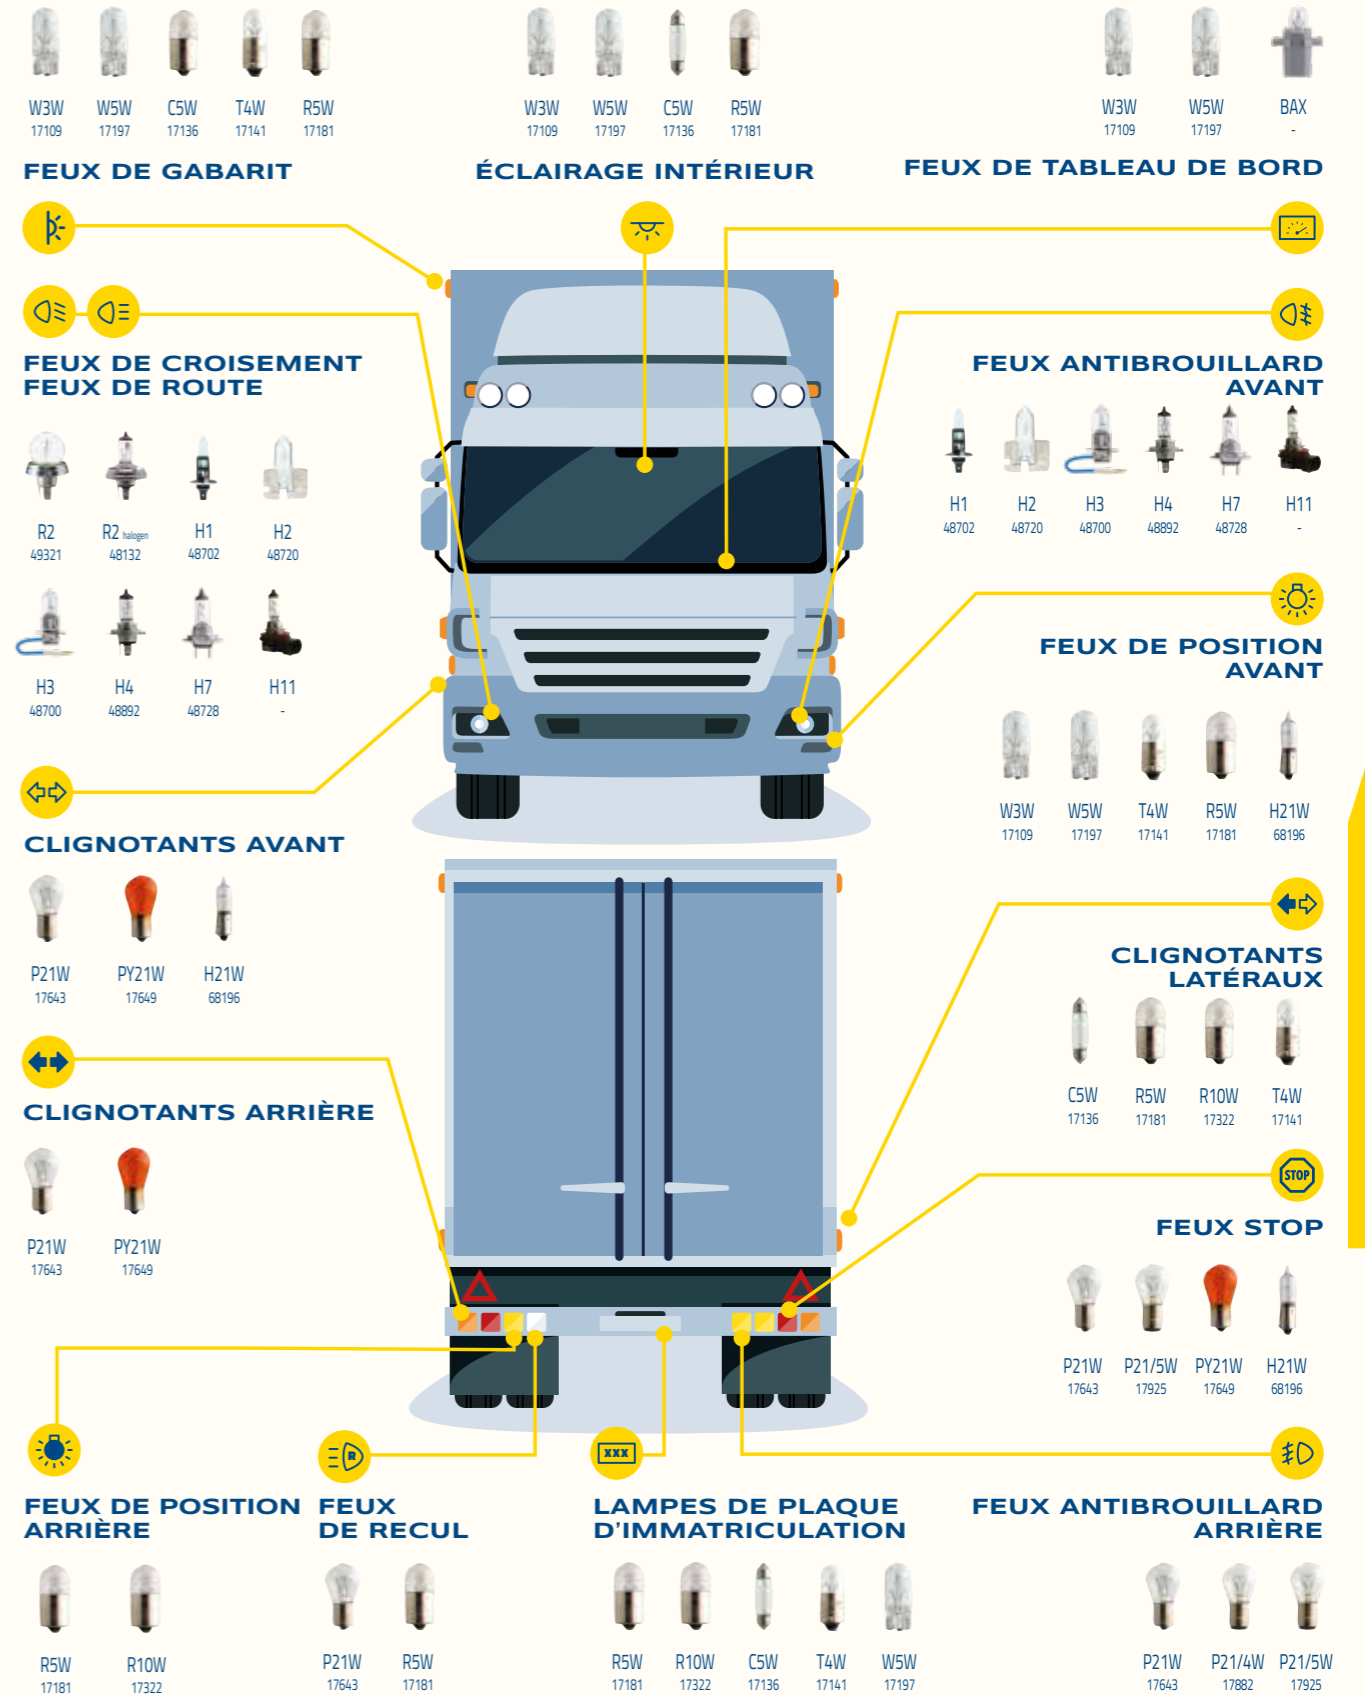 W3W W5W C5W T4W R5W
17109 17197 17136 17141 17181
FEUX DE GABARIT
W3W W5W C5W R5W
17109 17197 17136 17181
ÉCLAIRAGE INTÉRIEUR
W3W W5W BAX
17109 17197 -
FEUX DE TABLEAU DE BORD
FEUX DE CROISEMENT
FEUX DE ROUTE
R2 R2 halogen H1 H2
49321 48132 48702 48720
H3 H4 H7 H11
48700 48892 48728 -
FEUX ANTIBROUILLARD
AVANT
H1 H2 H3 H4 H7 H11
48702 48720 48700 48892 48728 -
FEUX DE POSITION
AVANT
W3W W5W T4W R5W H21W
17109 17197 17141 17181 68196
CLIGNOTANTS AVANT
P21W PY21W H21W
17643 17649 68196
CLIGNOTANTS
LATÉRAUX
C5W R5W R10W T4W
17136 17181 17322 17141
CLIGNOTANTS ARRIÈRE
P21W PY21W
17643 17649
STOP
FEUX STOP
P21W P21/5W PY21W H21W
17643 17925 17649 68196
FEUX DE POSITION
ARRIÈRE
R5W R10W
17181 17322
R
FEUX
DE RECUL
P21W R5W
17643 17181
XXX
LAMPES DE PLAQUE
D'IMMATRICULATION
R5W R10W C5W T4W W5W
17181 17322 17136 17141 17197
FEUX ANTIBROUILLARD
ARRIÈRE
P21W P21/4W P21/5W
17643 17882 17925